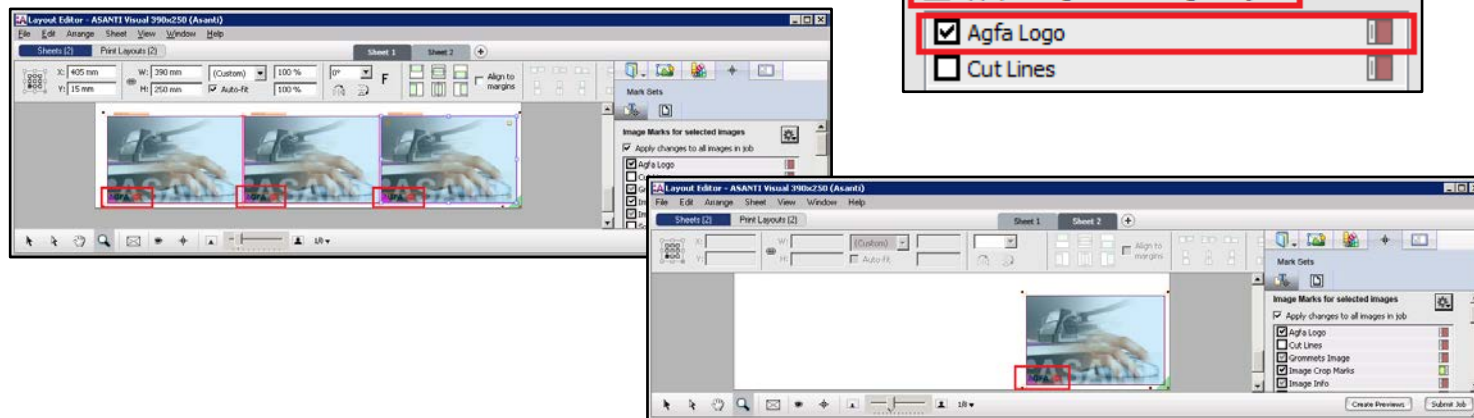 Layout Editor - ASANTI Visual 390x250 (Asanti)
File Edit Arrange Sheet View Window Help
Sheets (2) Print Layouts (2) Sheet 1 Sheet 2
X: 405 mm W: 390 mm (Custom) 100 % 0° F Align to margins
Y: 15 mm H: 250 mm Auto-fit 100 %
Mark Sets
Image Marks for selected images
Apply changes to all images in job
Agfa Logo
1/0
Agfa Logo
Cut Lines
Layout Editor - ASANTI Visual 390x250 (Asanti)
File Edit Arrange Sheet View Window Help
Sheets (2) Print Layouts (2) Sheet 1 Sheet 2
X: W: (Custom) Align to margins
Y: H: Auto-fit
Mark Sets
Image Marks for selected images
Apply changes to all images in job
Agfa Logo
Cut Lines
Grommets Image
Image Crop Marks
Image Info
1/0
Create Previews Submit Job